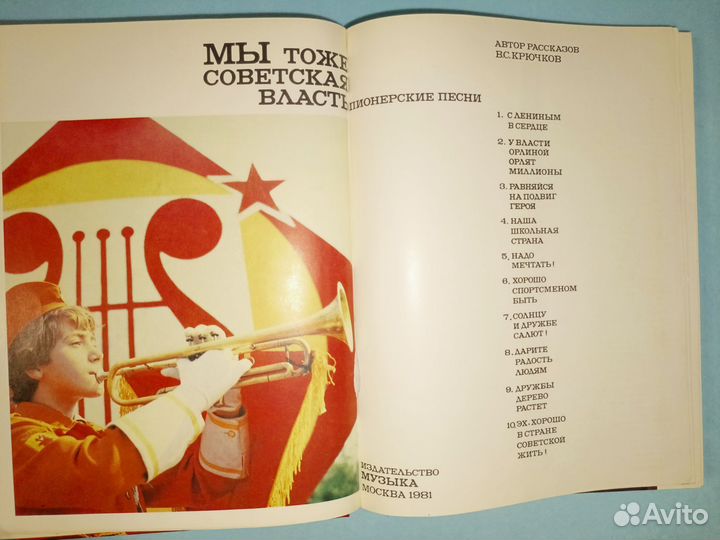 МЫ ТОЖЕ
СОВЕТСКАЯ
ВЛАСТЬ
ПИОНЕРСКИЕ ПЕСНИ
АВТОР РАССКАЗОВ
В.С.КРЮЧКОВ
1. С ЛЕНИНЫМ
В СЕРДЦЕ
2. У ВЛАСТИ
ОРЛИНОЙ
ОРЛЯТ
МИЛЛИОНЫ
3. РАВНЯЙСЯ
НА ПОДВИГ
ГЕРОЯ
4. НАША
ШКОЛЬНАЯ
СТРАНА
5. НАДО
МЕЧТАТЬ!
6. ХОРОШО
СПОРТСМЕНОМ
БЫТЬ
7. СОЛНЦУ
И ДРУЖБЕ
САЛЮТ!
8. ДАРИТЕ
РАДОСТЬ
ЛЮДЯМ
9. ДРУЖБЫ
ДЕРЕВО
РАСТЕТ
10. ЭХ, ХОРОШО
В СТРАНЕ
СОВЕТСКОЙ
ЖИТЬ!
ИЗДАТЕЛЬСТВО
МУЗЫКА
МОСКВА 1981
Avito